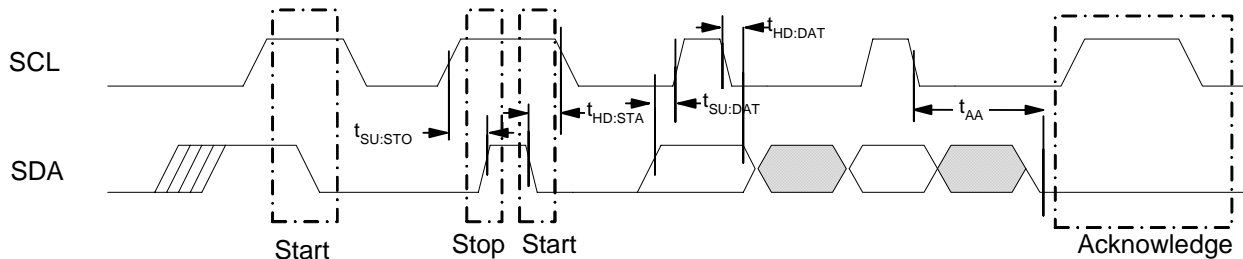 SCL
t_HD:DAT
t_HD:STA
t_SU:DAT
t_AA
t_SU:STO
SDA
Start
Stop
Start
Acknowledge